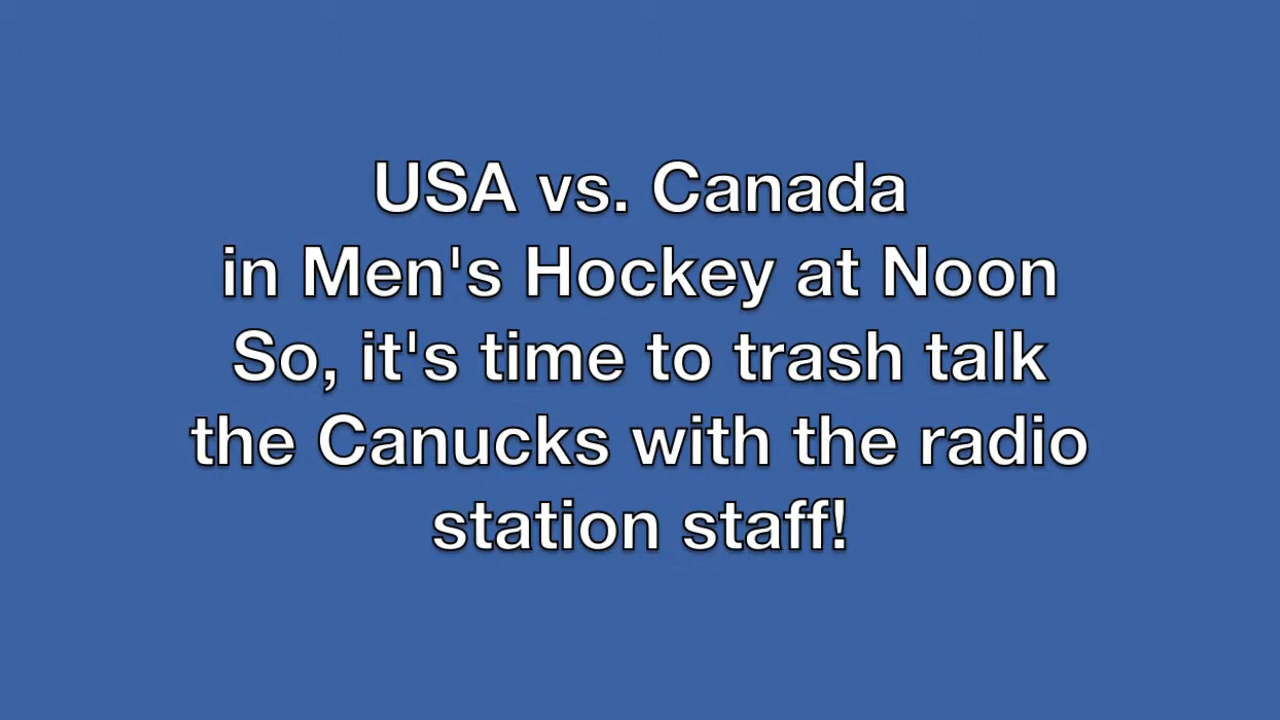 USA vs. Canada
in Men's Hockey at Noon
So, it's time to trash talk
the Canucks with the radio
station staff!